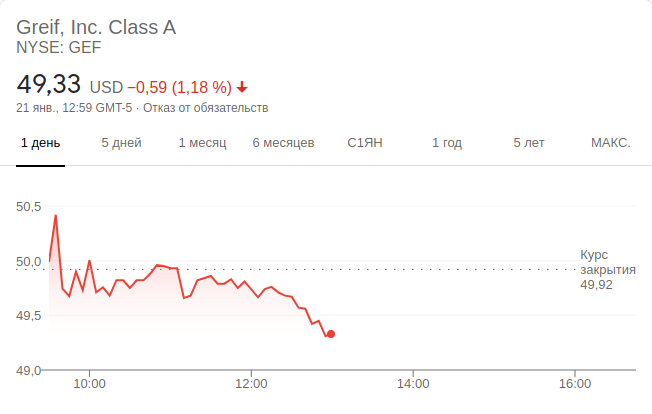 Greif, Inc. Class A
NYSE: GEF
49,33 USD −0,59 (1,18 %)
21 янв., 12:59 GMT-5 · Отказ от обязательств
1 день 5 дней 1 месяц 6 месяцев С1ЯН 1 год 5 лет МАКС.
50,5
50,0
49,5
49,0
Курс
закрытия
49,92
10:00 12:00 14:00 16:00